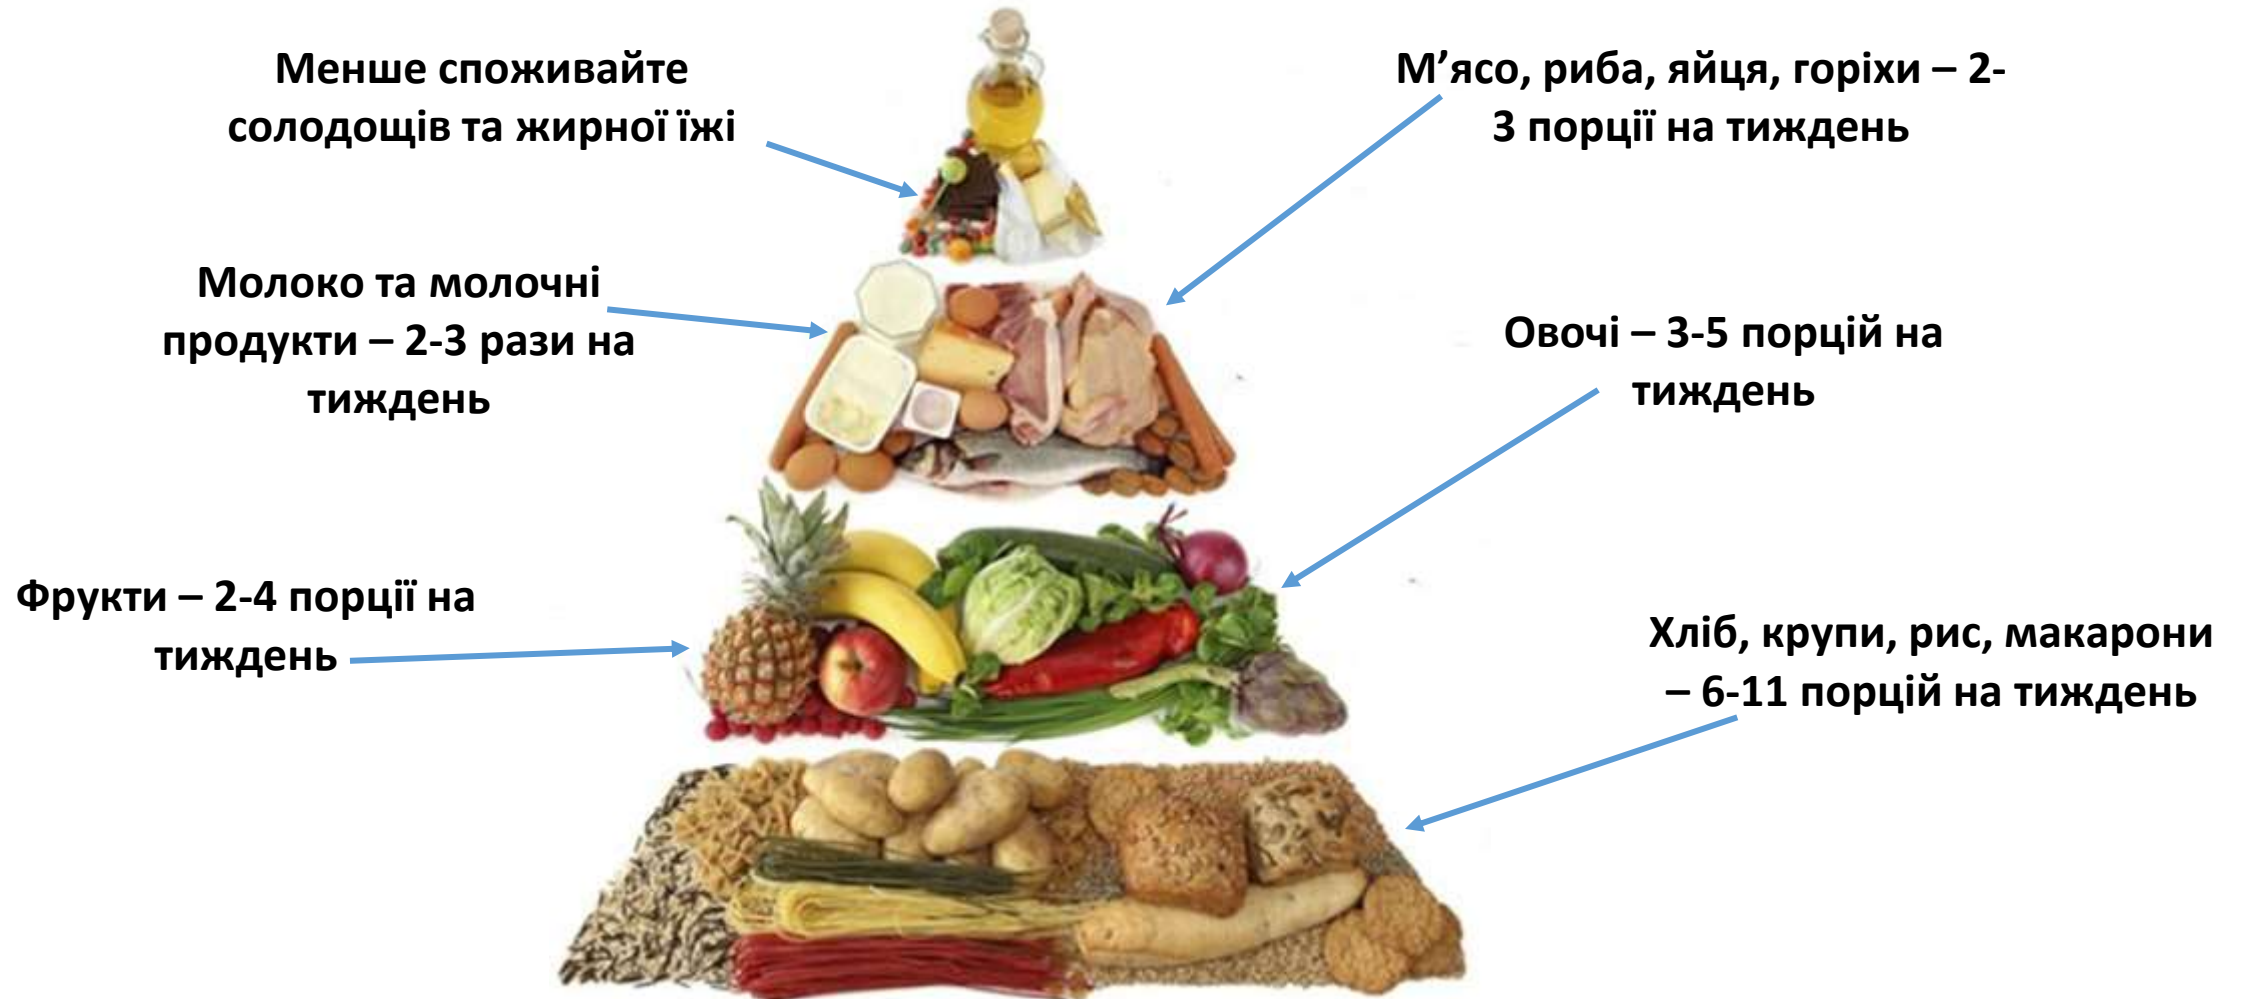 Менше споживайте
солодощів та жирної їжі
М’ясо, риба, яйця, горіхи – 2-
3 порції на тиждень
Молоко та молочні
продукти – 2-3 рази на
тиждень
Овочі – 3-5 порцій на
тиждень
Фрукти – 2-4 порції на
тиждень
Хліб, крупи, рис, макарони
– 6-11 порцій на тиждень